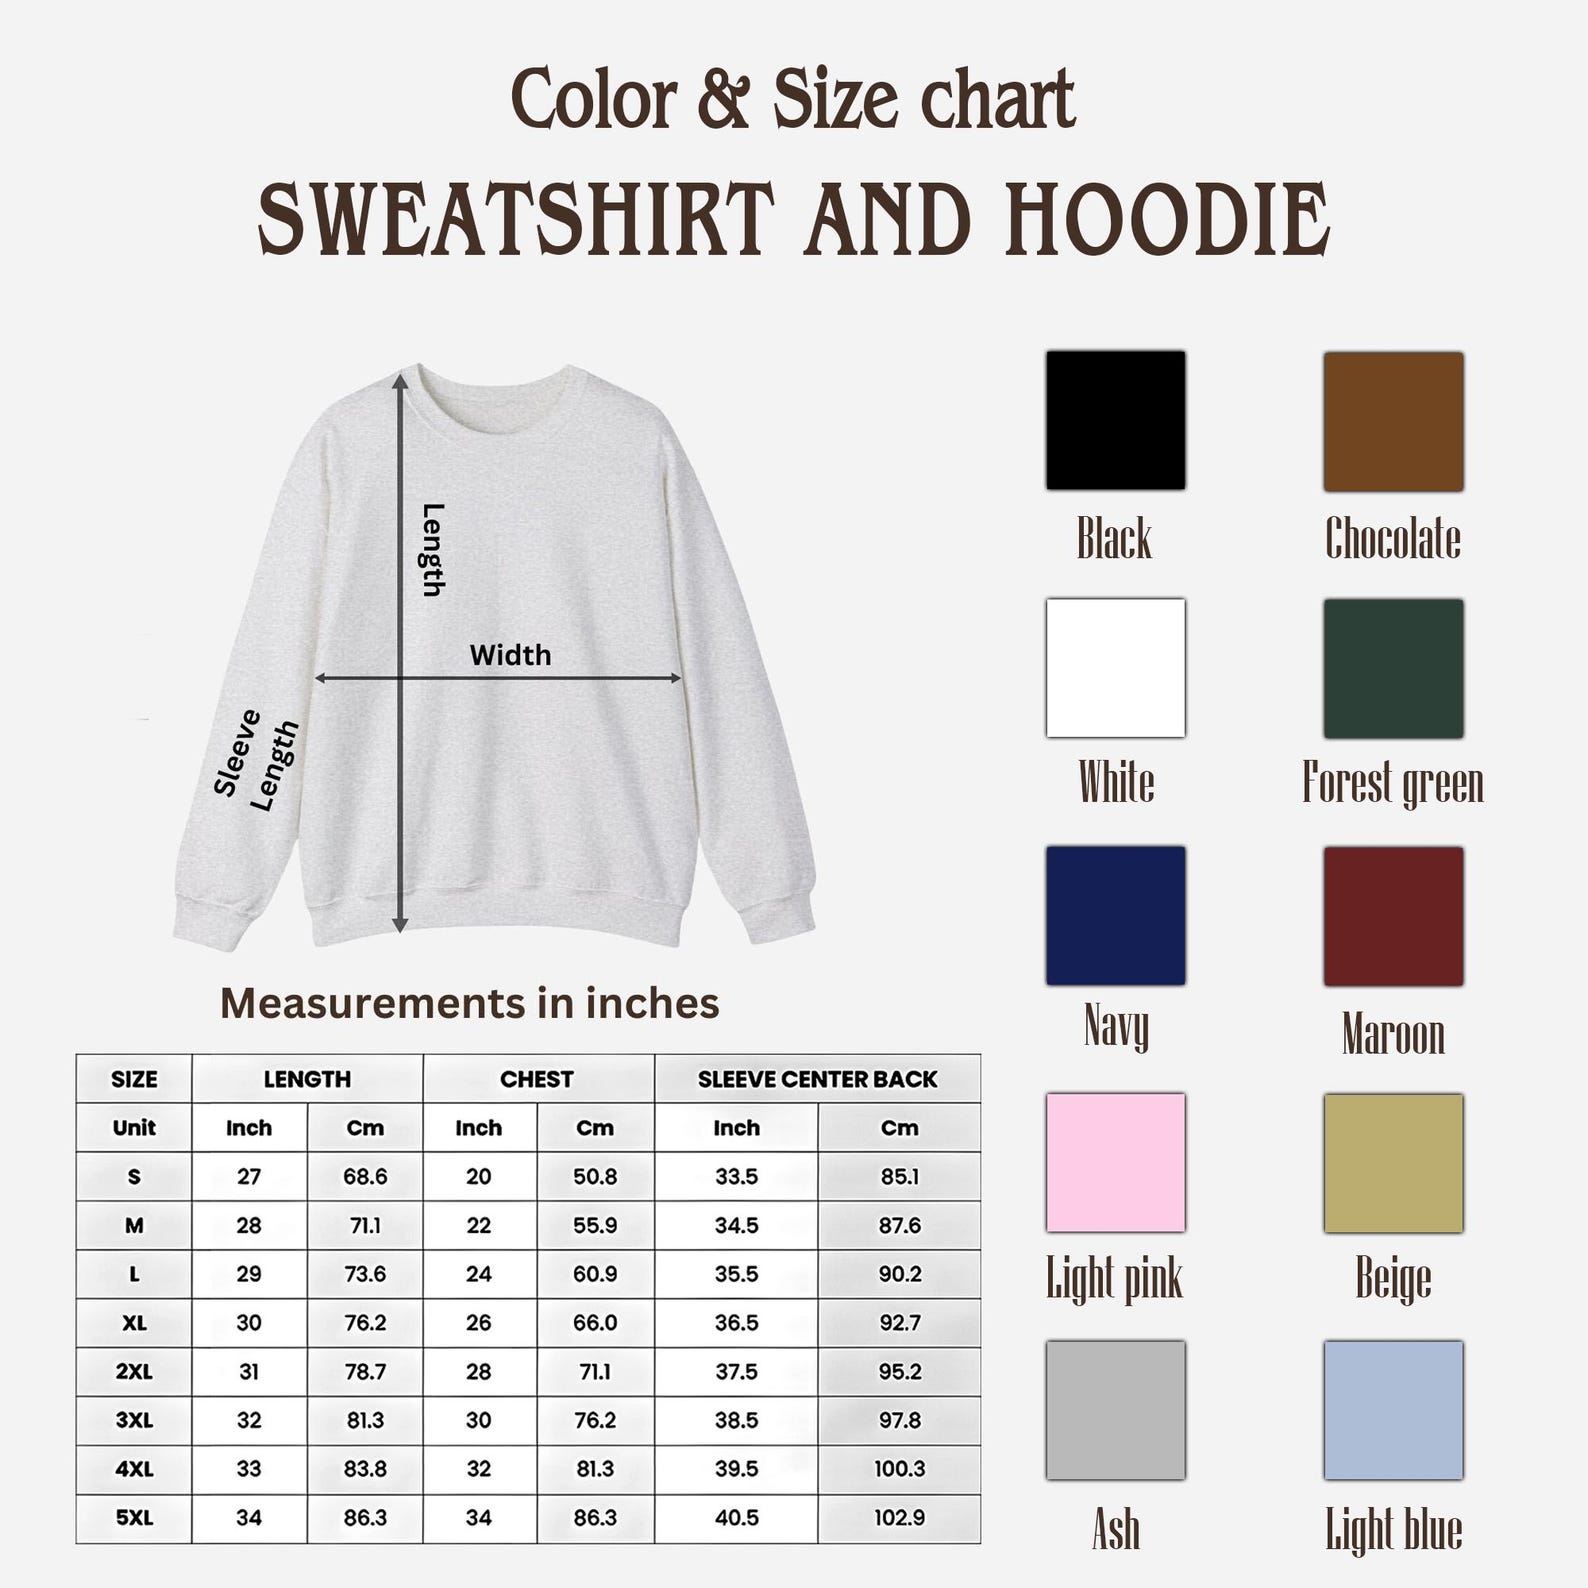 Color & Size chart
SWEATSHIRT AND HOODIE
Length
Width
Sleeve
Length
Measurements in inches
SIZE LENGTH CHEST SLEEVE CENTER BACK
Unit Inch Cm Inch Cm Inch Cm
S 27 68.6 20 50.8 33.5 85.1
M 28 71.1 22 55.9 34.5 87.6
L 29 73.6 24 60.9 35.5 90.2
XL 30 76.2 26 66.0 36.5 92.7
2XL 31 78.7 28 71.1 37.5 95.2
3XL 32 81.3 30 76.2 38.5 97.8
4XL 33 83.8 32 81.3 39.5 100.3
5XL 34 86.3 34 86.3 40.5 102.9
Black Chocolate
White Forest green
Navy Maroon
Light pink Beige
Ash Light blue